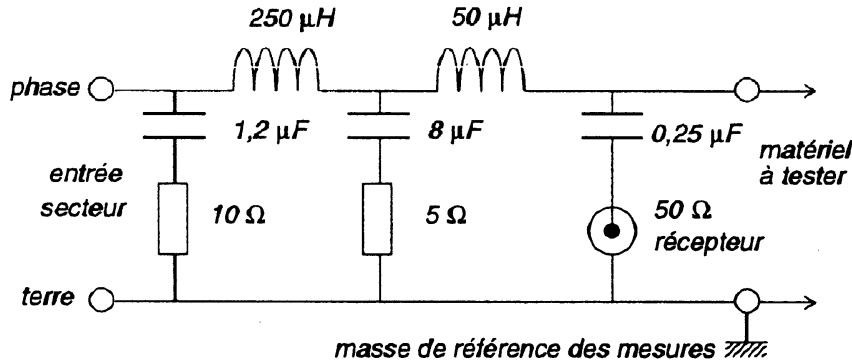 250 µH
50 µH
phase
1,2 µF
8 µF
0,25 µF
matériel
à tester
entrée
secteur
10 Ω
5 Ω
50 Ω
récepteur
terre
masse de référence des mesures